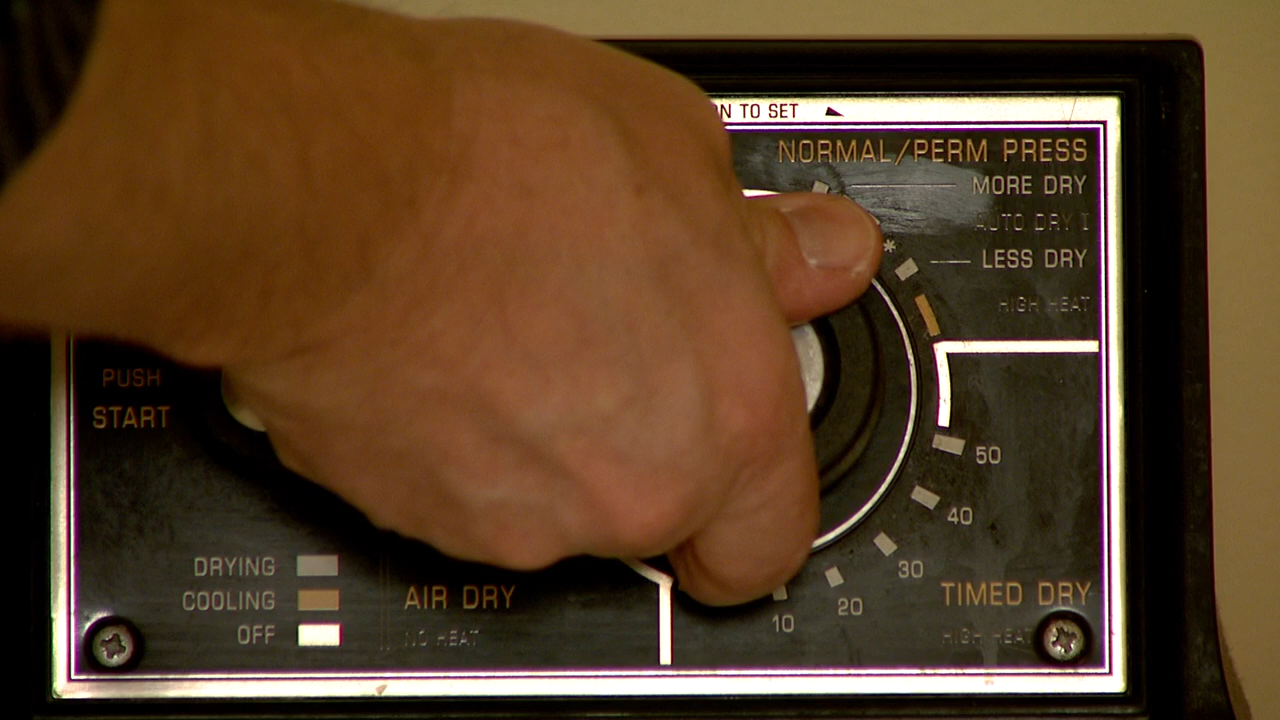 N TO SET
NORMAL/PERM PRESS
MORE DRY
AUTO DRY I
* LESS DRY
HIGH HEAT
PUSH
START
50
40
30
20
10
TIMED DRY
HIGH HEAT
DRYING
COOLING
OFF
AIR DRY
NO HEAT